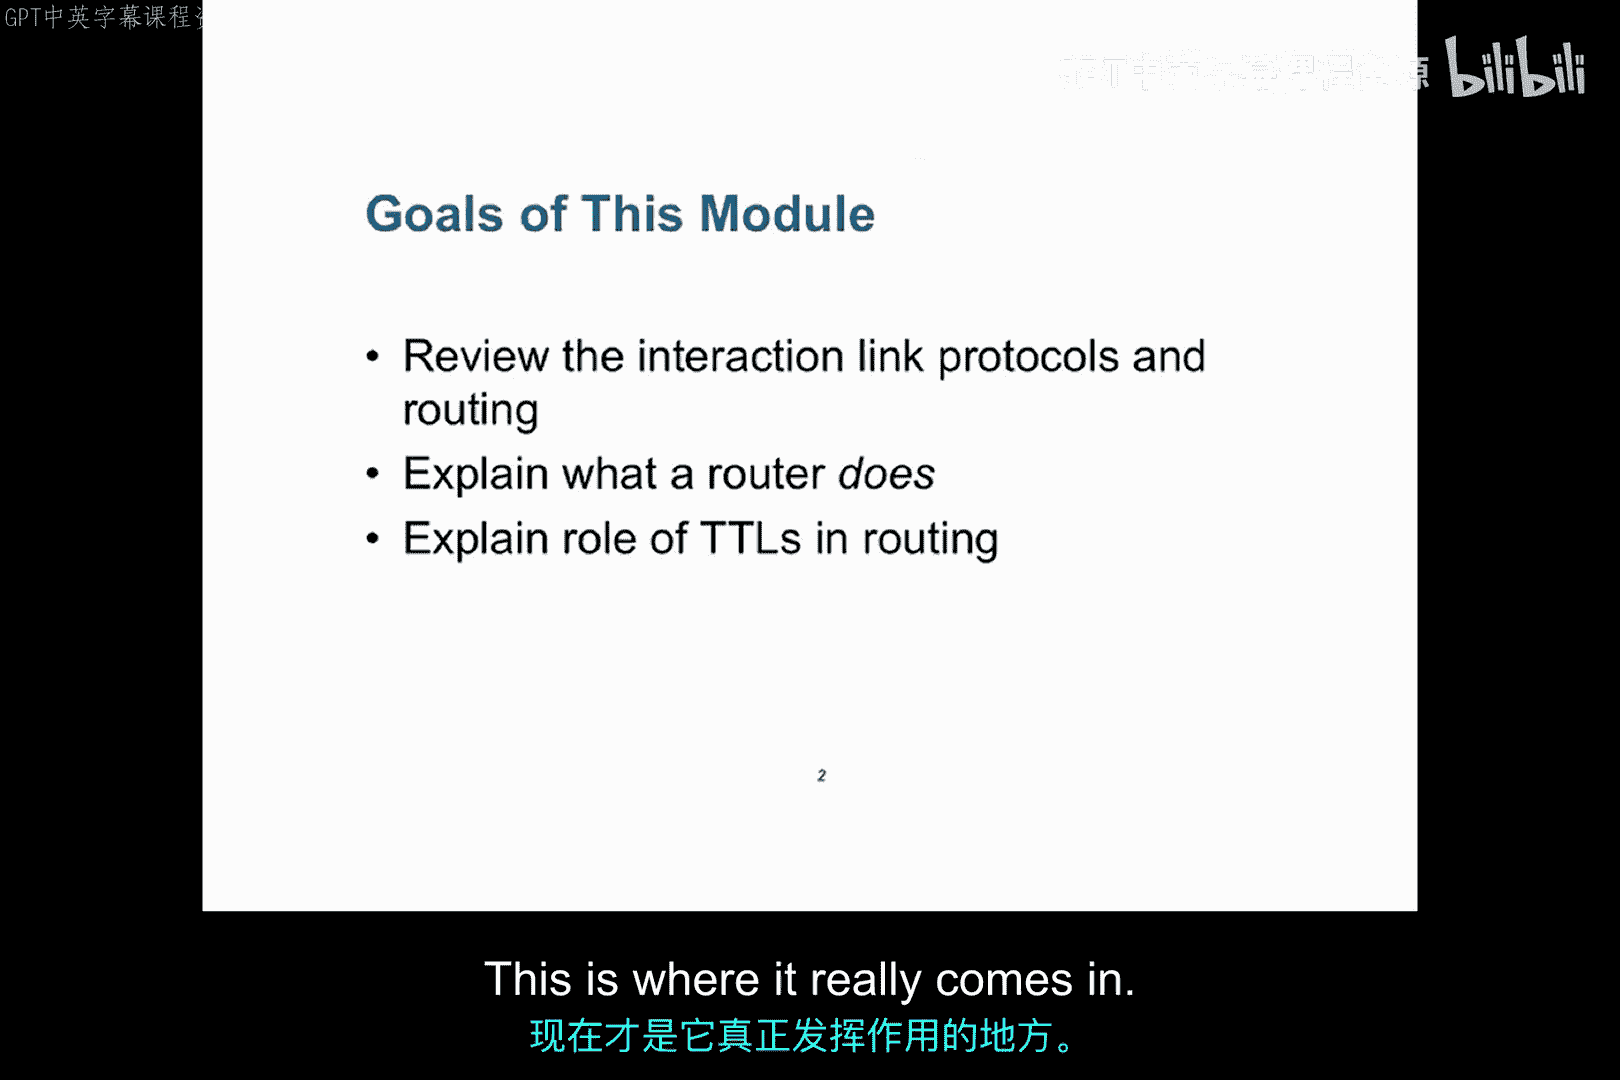 GPT中英字幕课程资
源 bilibili
Goals of This Module
• Review the interaction link protocols and
routing
• Explain what a router does
• Explain role of TTLs in routing
2
This is where it really comes in.
现在才是它真正发挥作用的地方。